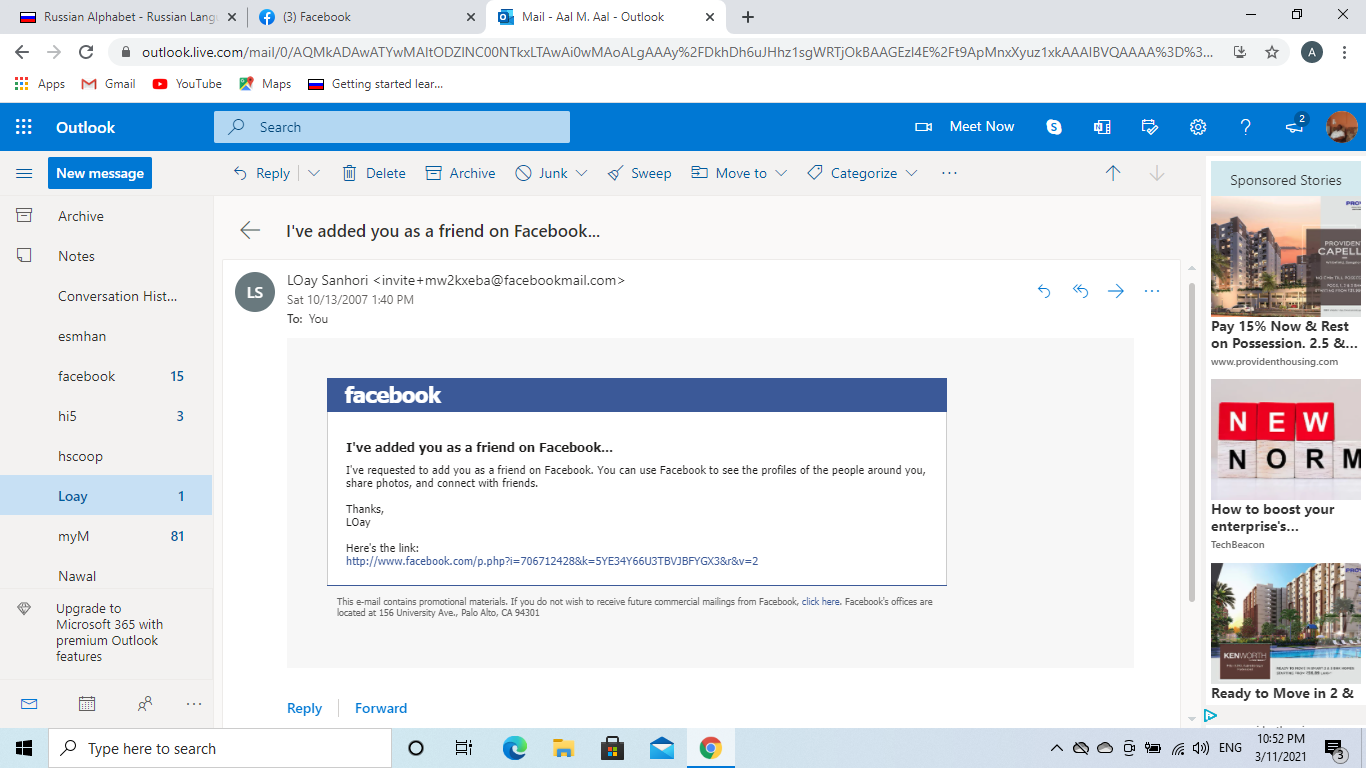 Russian Alphabet - Russian Lang
(3) Facebook
Mail - Aal M. Aal - Outlook
outlook.live.com/mail/0/AQMkADAwATYwMAItODZlNC00NTkxLTAwAi0wMAoALgAAAy%2FDkhDh6uJHhz1sgWRTjOkBAAGEzl4E%2Ft9ApMnxXyuz1xkAAAIBVQAAAA%3D%3...
A
Apps
Gmail
YouTube
Maps
Getting started lear...
Outlook
Search
Meet Now
2
New message
Reply
Delete
Archive
Junk
Sweep
Move to
Categorize
Archive
Notes
Conversation Hist...
esmhan
facebook 15
hi5 3
hscoop
Loay 1
myM 81
Nawal
Upgrade to
Microsoft 365 with
premium Outlook
features
I've added you as a friend on Facebook...
LS
LOay Sanhori <invite+mw2kxeba@facebookmail.com>
Sat 10/13/2007 1:40 PM
To: You
facebook
I've added you as a friend on Facebook...
I've requested to add you as a friend on Facebook. You can use Facebook to see the profiles of the people around you,
share photos, and connect with friends.
Thanks,
LOay
Here's the link:
http://www.facebook.com/p.php?i=706712428&k=5YE34Y66U3TBVJBFYGX3&r&v=2
This e-mail contains promotional materials. If you do not wish to receive future commercial mailings from Facebook, click here. Facebook's offices are
located at 156 University Ave., Palo Alto, CA 94301
Reply
Forward
Sponsored Stories
PROVIDEN
CAPELL
Pay 15% Now & Rest
on Possession. 2.5 &...
www.providenthousing.com
NEW
NORM
How to boost your
enterprise's...
TechBeacon
KENWORTH
Ready to Move in 2 &
Type here to search
ENG
10:52 PM
3/11/2021
3